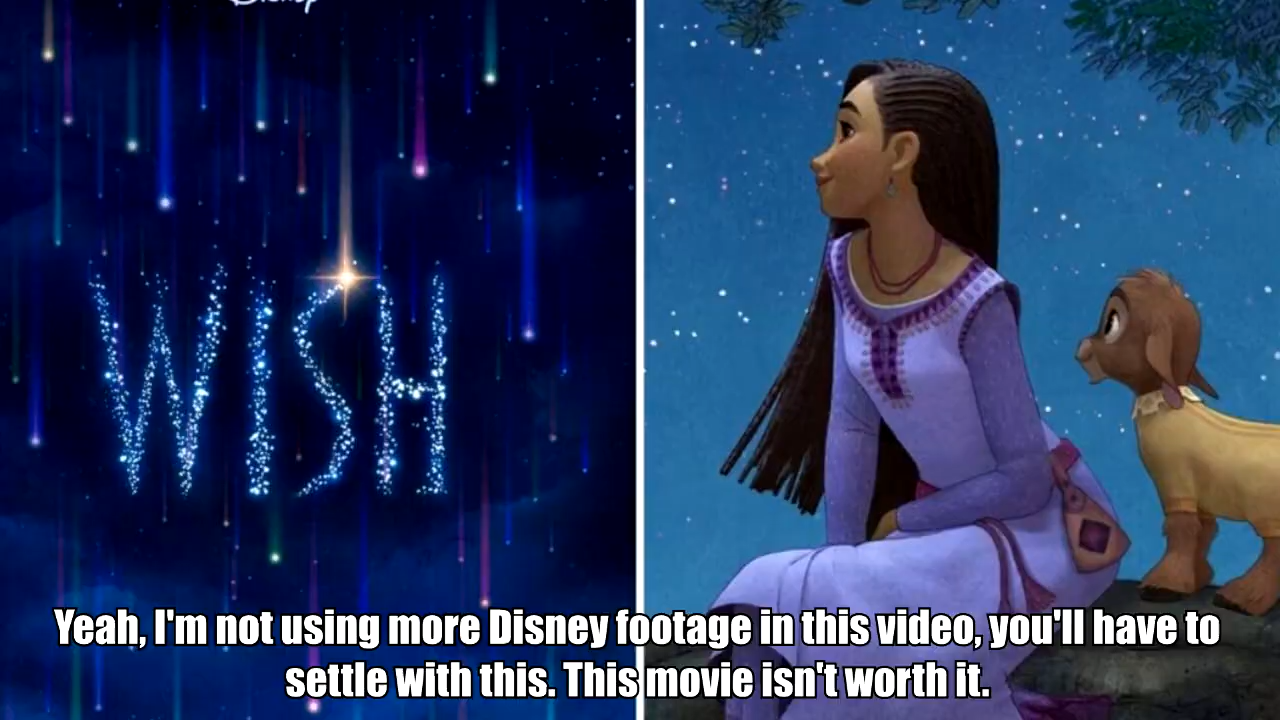 Disney
WISH
Yeah, I'm not using more Disney footage in this video, you'll have to
settle with this. This movie isn't worth it.